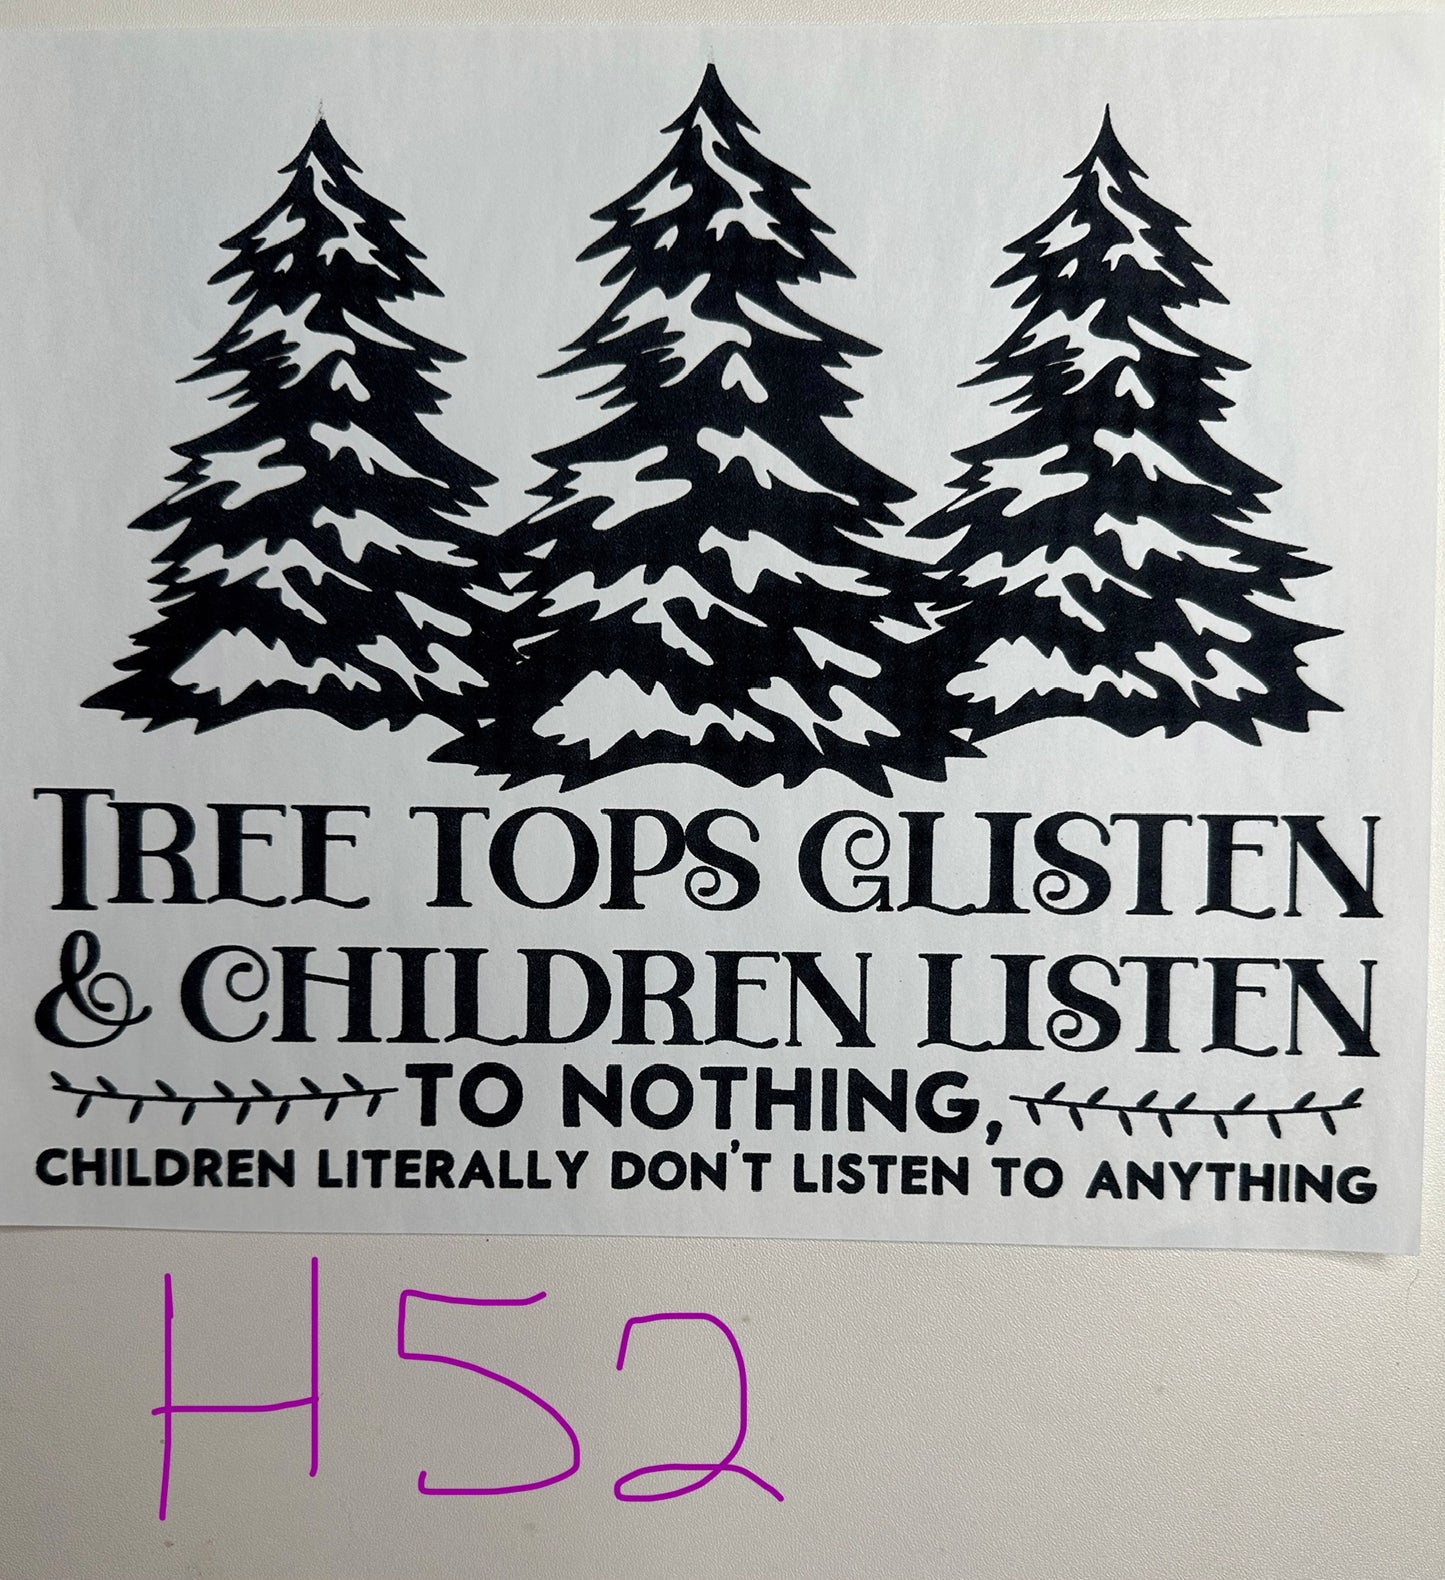 TREE TOPS GLISTEN
& CHILDREN LISTEN
TO NOTHING,
CHILDREN LITERALLY DON'T LISTEN TO ANYTHING
H52